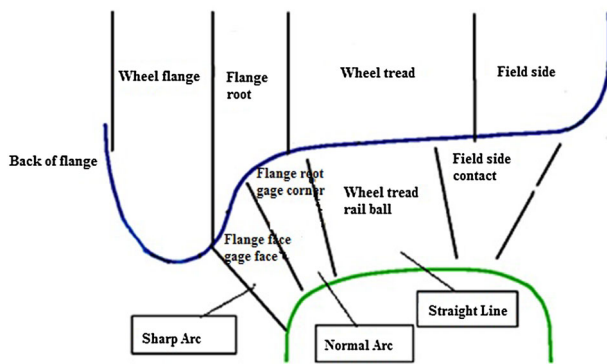 Wheel flange
Flange
root
Wheel tread
Field side
Back of flange
Flange root
gage corner
Wheel tread
rail ball
Field side
contact
Flange face
gage face
Sharp Arc
Normal Arc
Straight Line